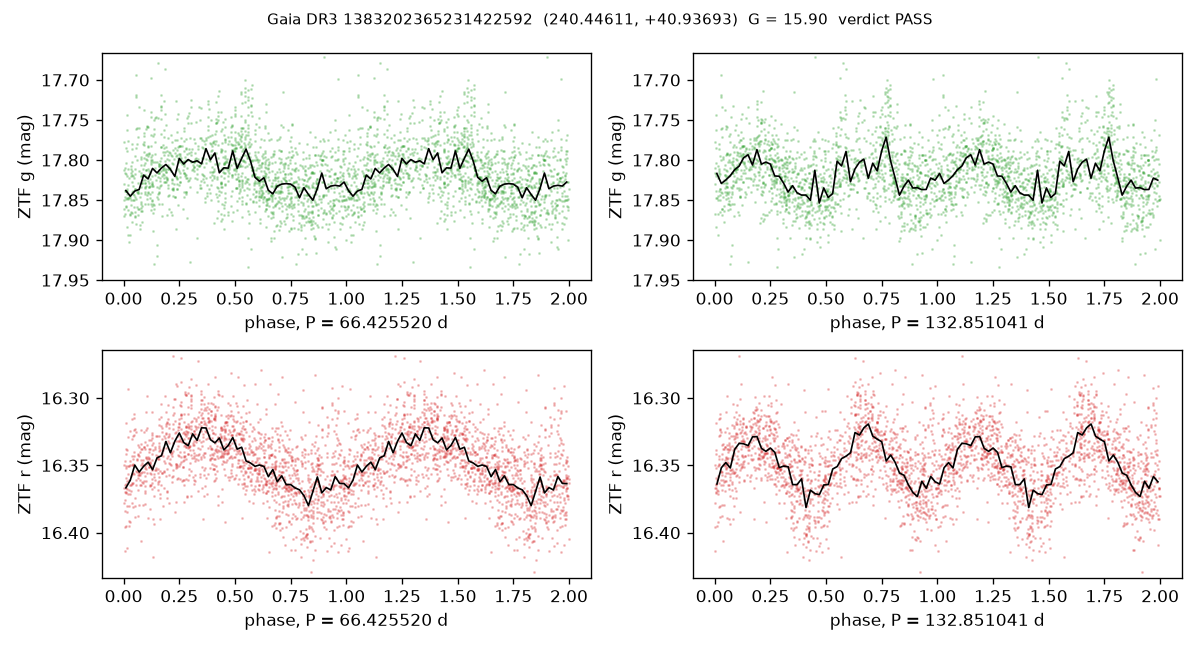 Gaia DR3 1383202365231422592 (240.44611, +40.93693) G = 15.90 verdict PASS
ZTF g (mag)
17.70
17.75
17.80
17.85
17.90
17.95
0.00 0.25 0.50 0.75 1.00 1.25 1.50 1.75 2.00
phase, P = 66.425520 d
ZTF g (mag)
17.70
17.75
17.80
17.85
17.90
17.95
0.00 0.25 0.50 0.75 1.00 1.25 1.50 1.75 2.00
phase, P = 132.851041 d
ZTF r (mag)
16.30
16.35
16.40
0.00 0.25 0.50 0.75 1.00 1.25 1.50 1.75 2.00
phase, P = 66.425520 d
ZTF r (mag)
16.30
16.35
16.40
0.00 0.25 0.50 0.75 1.00 1.25 1.50 1.75 2.00
phase, P = 132.851041 d